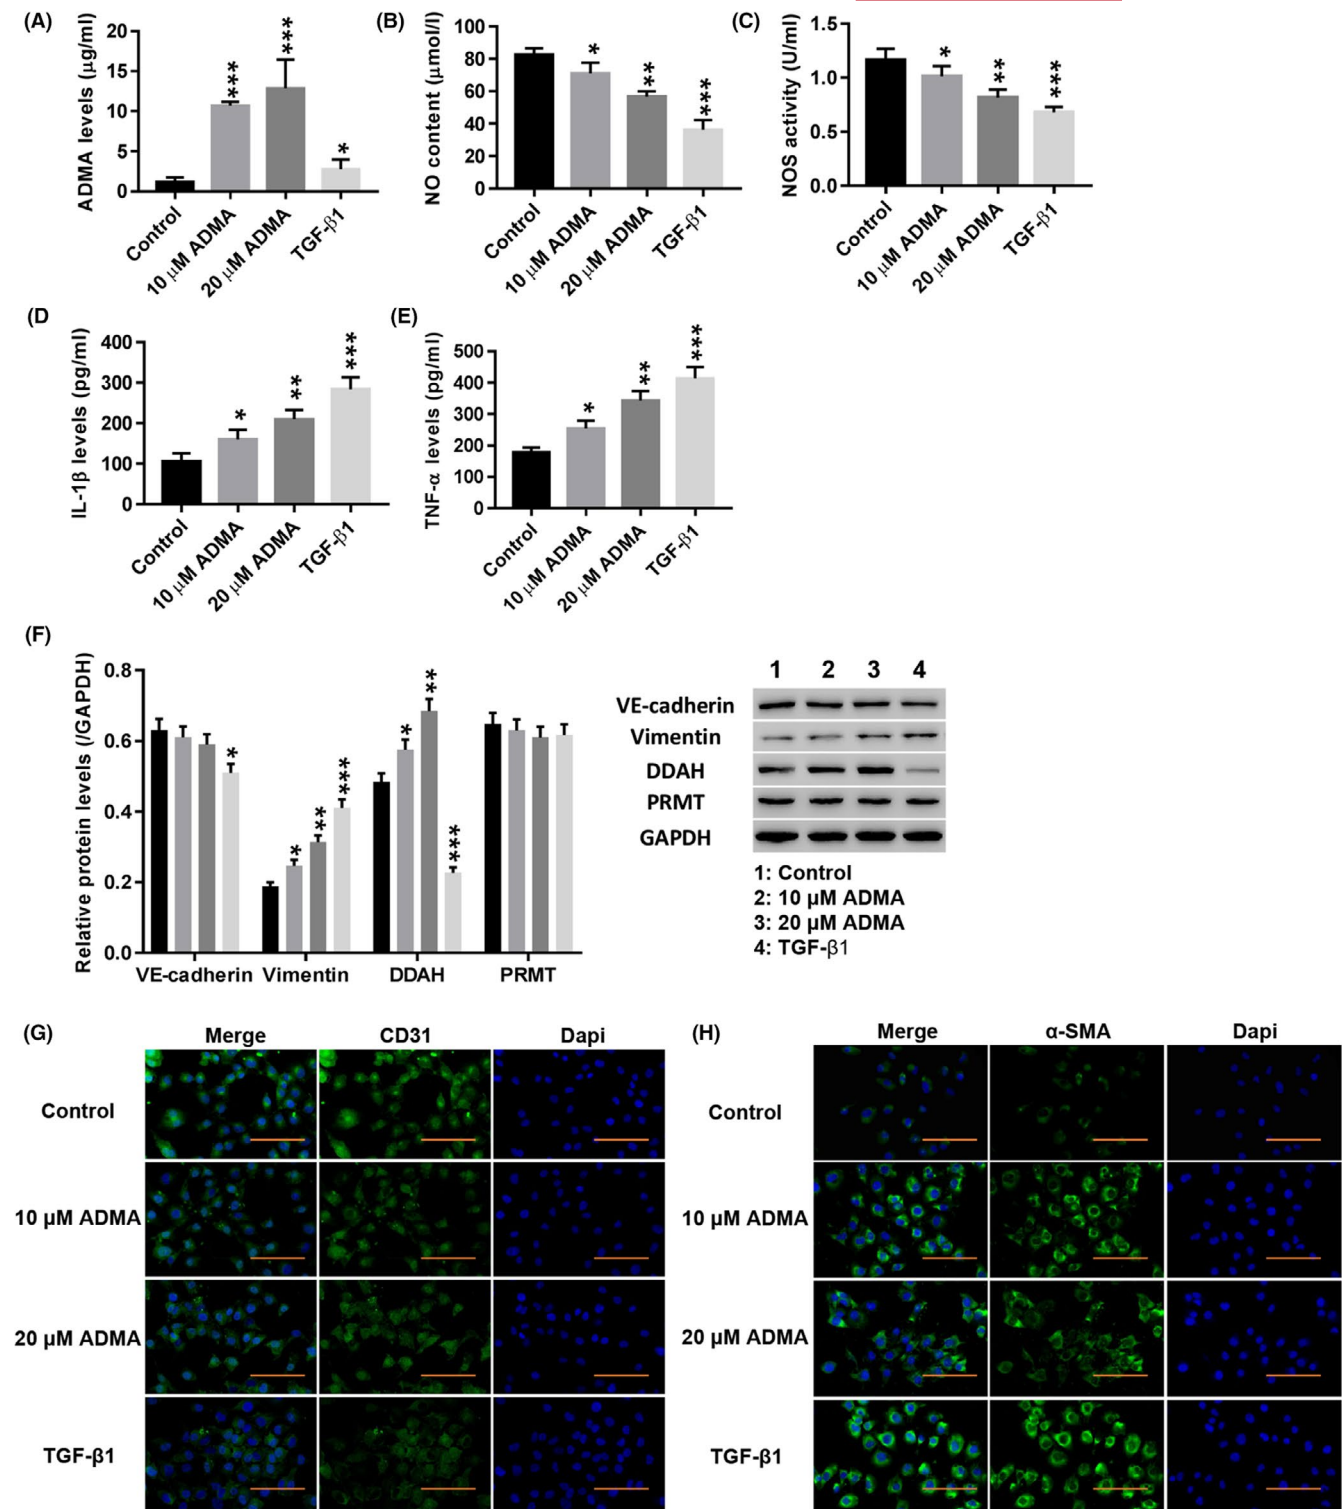 (A)
ADMA levels (μg/ml)
20
15
10
5
0
***
***
*
Control
10 μM ADMA
20 μM ADMA
TGF-β1
(B)
NO content (μmol/l)
100
80
60
40
20
0
*
**
***
Control
10 μM ADMA
20 μM ADMA
TGF-β1
(C)
NOS activity (U/ml)
1.5
1.0
0.5
0.0
*
**
***
Control
10 μM ADMA
20 μM ADMA
TGF-β1
(D)
IL-1β levels (pg/ml)
400
300
200
100
0
*
**
***
Control
10 μM ADMA
20 μM ADMA
TGF-β1
(E)
TNF-α levels (pg/ml)
500
400
300
200
100
0
*
**
***
Control
10 μM ADMA
20 μM ADMA
TGF-β1
(F)
Relative protein levels (/GAPDH)
0.8
0.6
0.4
0.2
0.0
*
*
**
***
*
**
***
VE-cadherin Vimentin DDAH PRMT
1 2 3 4
VE-cadherin
Vimentin
DDAH
PRMT
GAPDH
1: Control
2: 10 μM ADMA
3: 20 μM ADMA
4: TGF-β1
(G)
Merge CD31 Dapi
Control
10 μM ADMA
20 μM ADMA
TGF-β1
(H)
Merge α-SMA Dapi
Control
10 μM ADMA
20 μM ADMA
TGF-β1